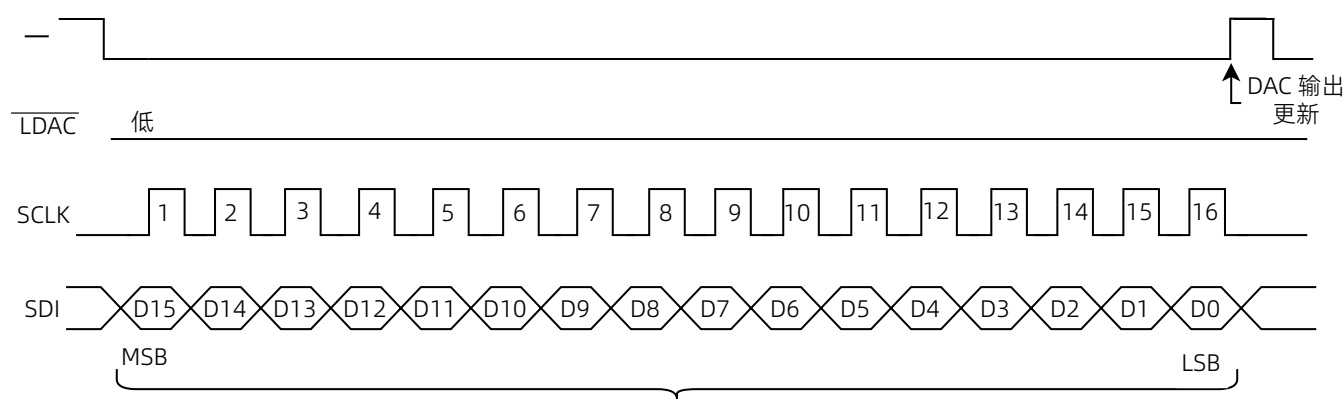 DAC 输出
更新
LDAC
低
SCLK
1 2 3 4 5 6 7 8 9 10 11 12 13 14 15 16
SDI
D15 D14 D13 D12 D11 D10 D9 D8 D7 D6 D5 D4 D3 D2 D1 D0
MSB
LSB